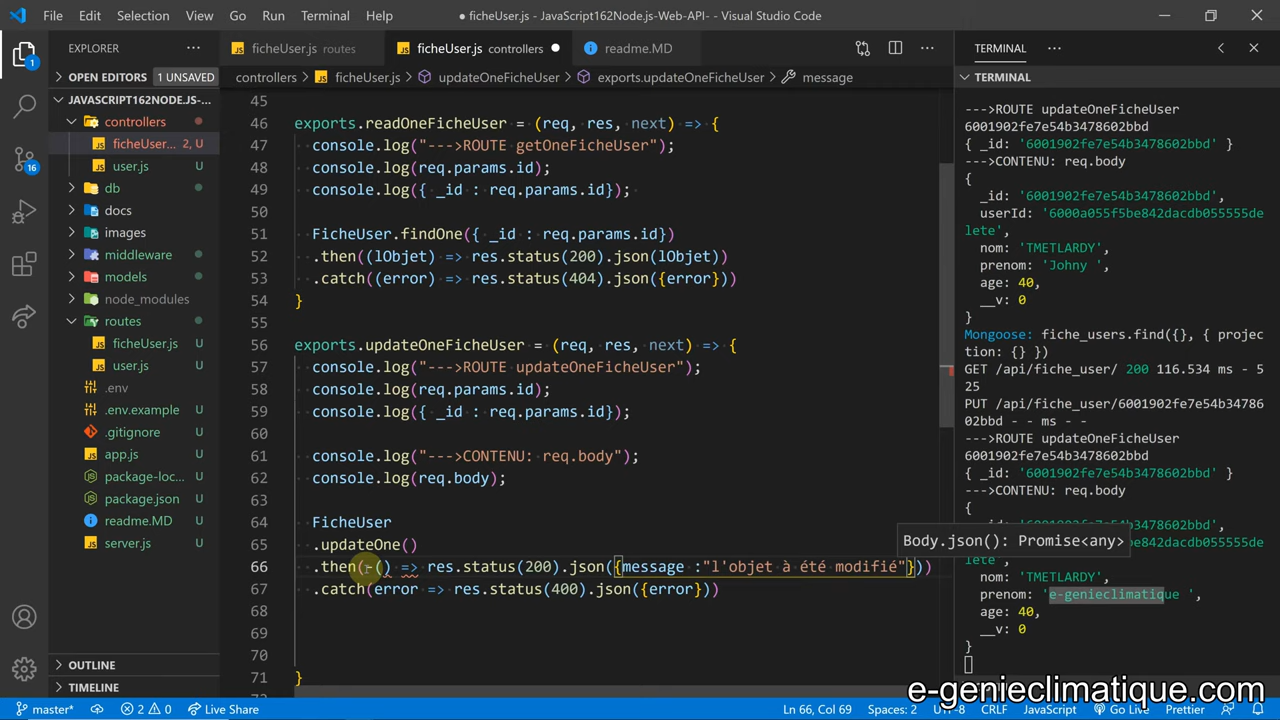 File Edit Selection View Go Run Terminal Help
● ficheUser.js - JavaScript162Node.js-Web-API- - Visual Studio Code
EXPLORER
OPEN EDITORS 1 UNSAVED
JAVASCRIPT162NODE.JS-...
controllers
ficheUser... 2, U
user.js U
db
docs
images
middleware
models
node_modules
routes
ficheUser.js U
user.js U
.env
.env.example U
.gitignore U
app.js U
package-loc... U
package.json U
readme.MD U
server.js U
OUTLINE
TIMELINE
1
16
ficheUser.js routes
ficheUser.js controllers ●
readme.MD
controllers > ficheUser.js > updateOneFicheUser > exports.updateOneFicheUser > message
45
46 exports.readOneFicheUser = (req, res, next) => {
47 console.log("--->ROUTE getOneFicheUser");
48 console.log(req.params.id);
49 console.log({ _id : req.params.id});
50
51 FicheUser.findOne({ _id : req.params.id})
52 .then((lObjet) => res.status(200).json(lObjet))
53 .catch((error) => res.status(404).json({error}))
54 }
55
56 exports.updateOneFicheUser = (req, res, next) => {
57 console.log("--->ROUTE updateOneFicheUser");
58 console.log(req.params.id);
59 console.log({ _id : req.params.id});
60
61 console.log("--->CONTENU: req.body");
62 console.log(req.body);
63
64 FicheUser
65 .updateOne()
Body.json(): Promise<any>
66 .then(-() => res.status(200).json({message :"l'objet à été modifié"}))
67 .catch(error => res.status(400).json({error}))
68
69
70
71 }
TERMINAL
TERMINAL
--->ROUTE updateOneFicheUser
6001902fe7e54b3478602bbd
{ _id: '6001902fe7e54b3478602bbd' }
--->CONTENU: req.body
{
_id: '6001902fe7e54b3478602bbd',
userId: '6000a055f5be842dacdb055555de
lete',
nom: 'TMETLARDY',
prenom: 'Johny ',
age: 40,
__v: 0
}
Mongoose: fiche_users.find({}, { projec
tion: {} })
GET /api/fiche_user/ 200 116.534 ms - 5
25
PUT /api/fiche_user/6001902fe7e54b34786
02bbd - - ms - -
--->ROUTE updateOneFicheUser
6001902fe7e54b3478602bbd
{ _id: '6001902fe7e54b3478602bbd' }
--->CONTENU: req.body
{
nom: 'TMETLARDY',
prenom: 'e-genieclimatique ',
age: 40,
__v: 0
}
e-genieclimatique.com
master* 2 0 Live Share
Ln 66, Col 69 Spaces: 2 UTF-8 CRLF JavaScript Go Live Prettier